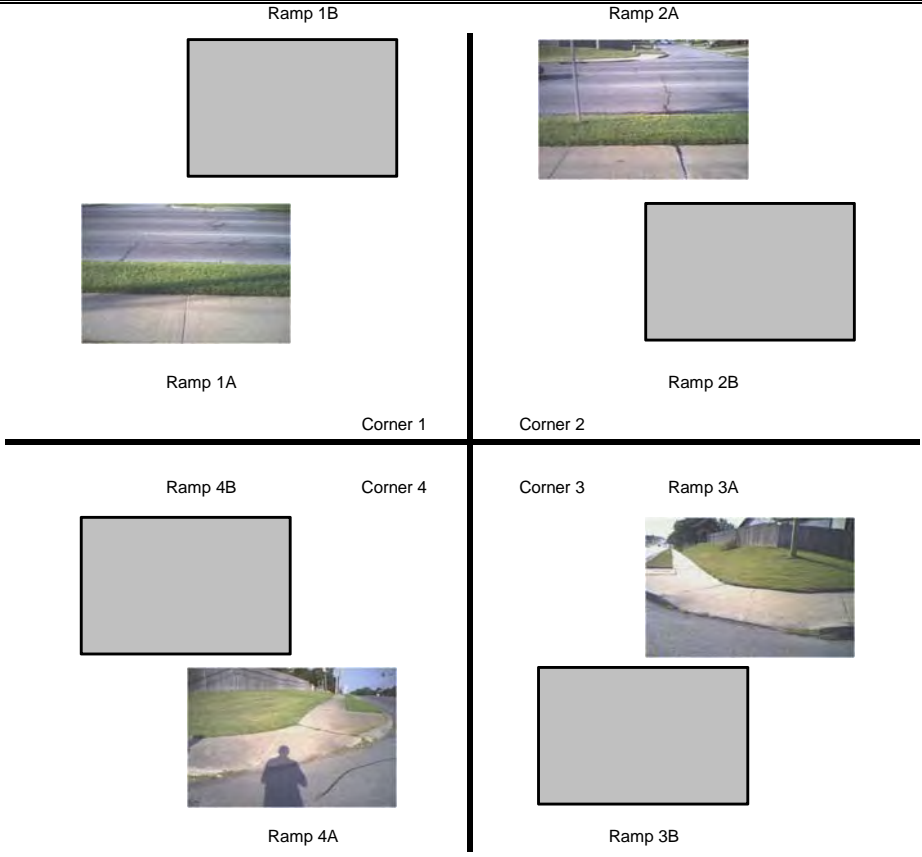 Ramp 1B Ramp 2A
Ramp 1A Ramp 2B
Corner 1 Corner 2
Ramp 4B Corner 4 Corner 3 Ramp 3A
Ramp 4A Ramp 3B